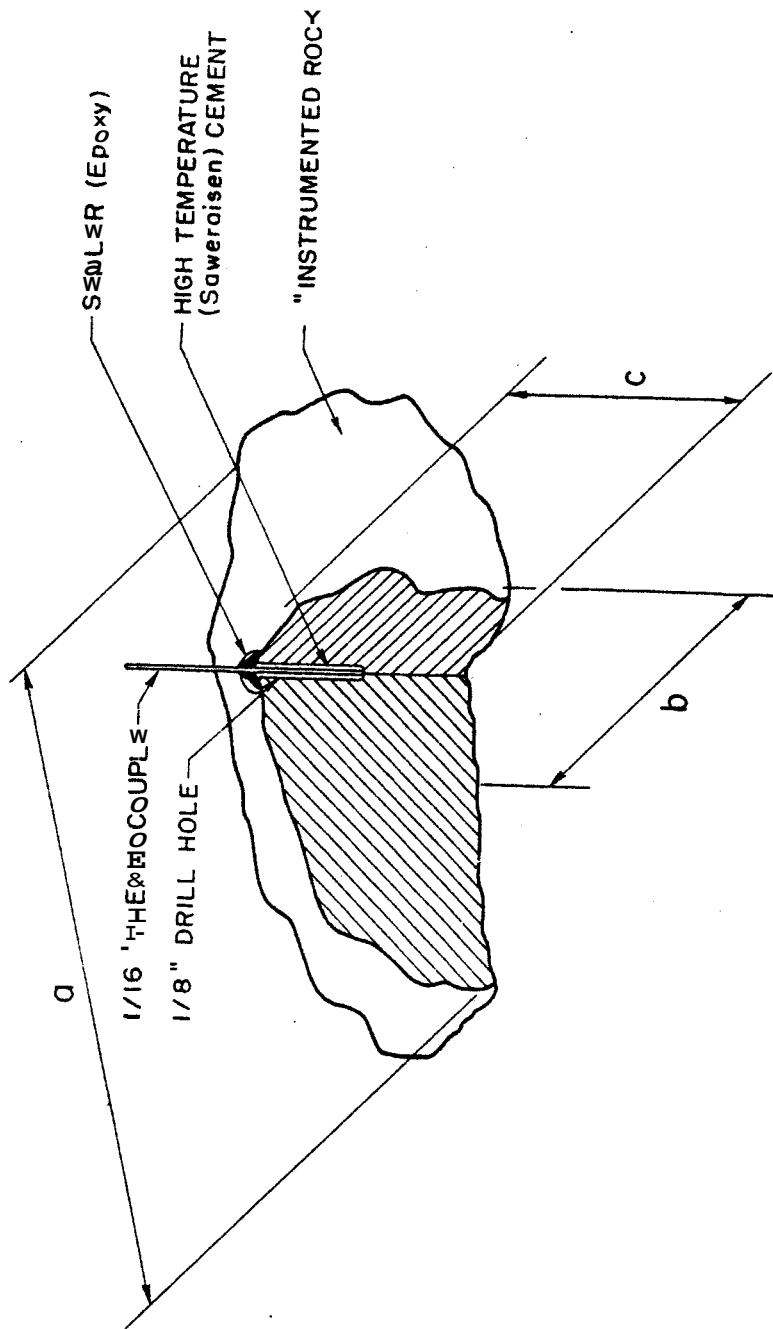 a
1/16 "THERMOCOUPLE
1/8" DRILL HOLE
SEALER (Epoxy)
HIGH TEMPERATURE
(Saweraisen) CEMENT
"INSTRUMENTED ROCK
b
c